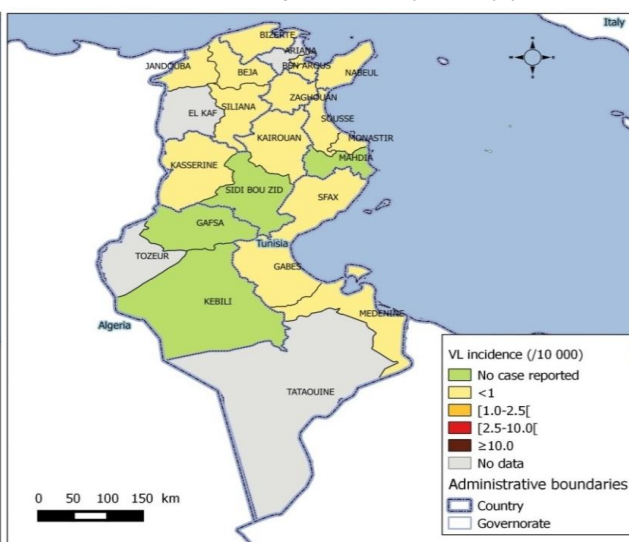 Italy
BIZERTE
ARIANA
JANDOUBA
BEJA
BEN AROUS
NABEUL
ZAGHOUAN
EL KAF
SILIANA
SOUSSE
KAIROUAN
MONASTIR
MAHDIA
KASSERINE
SIDI BOU ZID
SFAX
GAFSA
Tunisia
TOZEUR
GABES
KEBILI
MEDENINE
Algeria
TATAOUINE
VL incidence (/10 000)
No case reported
<1
[1.0-2.5[
[2.5-10.0[
≥10.0
No data
Administrative boundaries
Country
Governorate
0 50 100 150 km